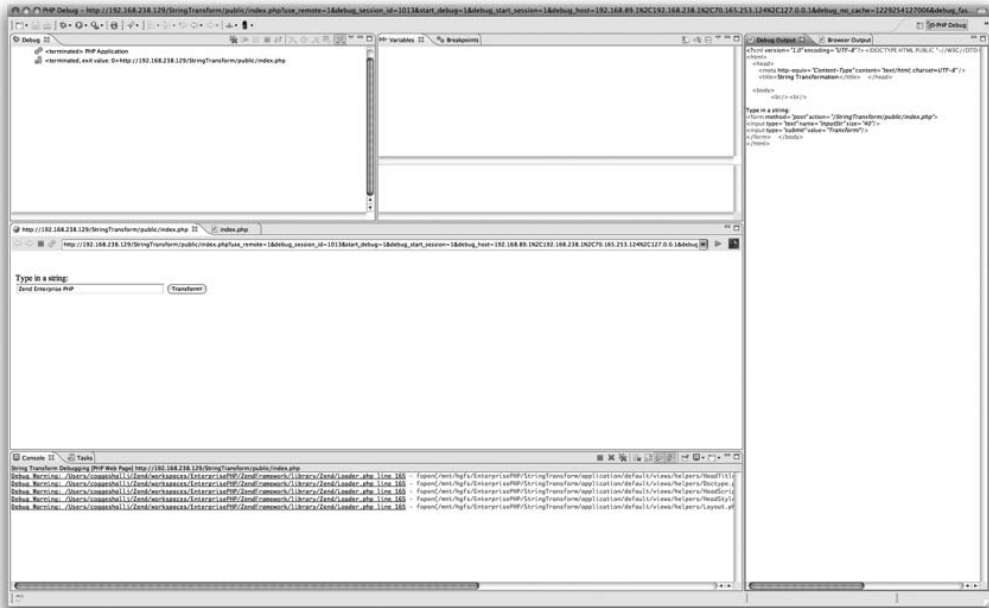 PHP Debug - http://192.168.238.129/StringTransform/public/index.php?use_remote=1&debug_session_id=1013&start_debug=1&debug_start_session=1&debug_host=192.168.89.1%2C192.168.238.1%2C70.165.253.124%2C127.0.0.1&debug_no_cache=1229254127006&debug_fas
PHP Debug
Debug
<terminated> PHP Application
<terminated, exit value: 0>http://192.168.238.129/StringTransform/public/index.php
Variables
Breakpoints
Debug Output
Browser Output
<?xml version="1.0" encoding="UTF-8"?><!DOCTYPE HTML PUBLIC "-//W3C//DTD
<html>
<head>
<meta http-equiv="Content-Type" content="text/html; charset=UTF-8" />
<title>String Transformation</title> </head>
<body>
<br/><br/>
Type in a string:
<form method="post" action="/StringTransform/public/index.php">
<input type="text" name="inputStr" size="40"/>
<input type="submit" value="Transform"/>
</form> </body>
</html>
http://192.168.238.129/StringTransform/public/index.php
index.php
http://192.168.238.129/StringTransform/public/index.php?use_remote=1&debug_session_id=1013&start_debug=1&debug_start_session=1&debug_host=192.168.89.1%2C192.168.238.1%2C70.165.253.124%2C127.0.0.1&debug
Type in a string:
Zend Enterprise PHP
Transform
Console
Tasks
String Transform Debugging [PHP Web Page] http://192.168.238.129/StringTransform/public/index.php
Debug Warning: /Users/coggeshalli/Zend/workspaces/EnterprisePHP/ZendFramework/library/Zend/Loader.php line 165 - fopen(/mnt/hgfs/EnterprisePHP/StringTransform/application/default/views/helpers/HeadTitle
Debug Warning: /Users/coggeshalli/Zend/workspaces/EnterprisePHP/ZendFramework/library/Zend/Loader.php line 165 - fopen(/mnt/hgfs/EnterprisePHP/StringTransform/application/default/views/helpers/Doctype.p
Debug Warning: /Users/coggeshalli/Zend/workspaces/EnterprisePHP/ZendFramework/library/Zend/Loader.php line 165 - fopen(/mnt/hgfs/EnterprisePHP/StringTransform/application/default/views/helpers/HeadScrip
Debug Warning: /Users/coggeshalli/Zend/workspaces/EnterprisePHP/ZendFramework/library/Zend/Loader.php line 165 - fopen(/mnt/hgfs/EnterprisePHP/StringTransform/application/default/views/helpers/HeadStyl
Debug Warning: /Users/coggeshalli/Zend/workspaces/EnterprisePHP/ZendFramework/library/Zend/Loader.php line 165 - fopen(/mnt/hgfs/EnterprisePHP/StringTransform/application/default/views/helpers/Layout.ph